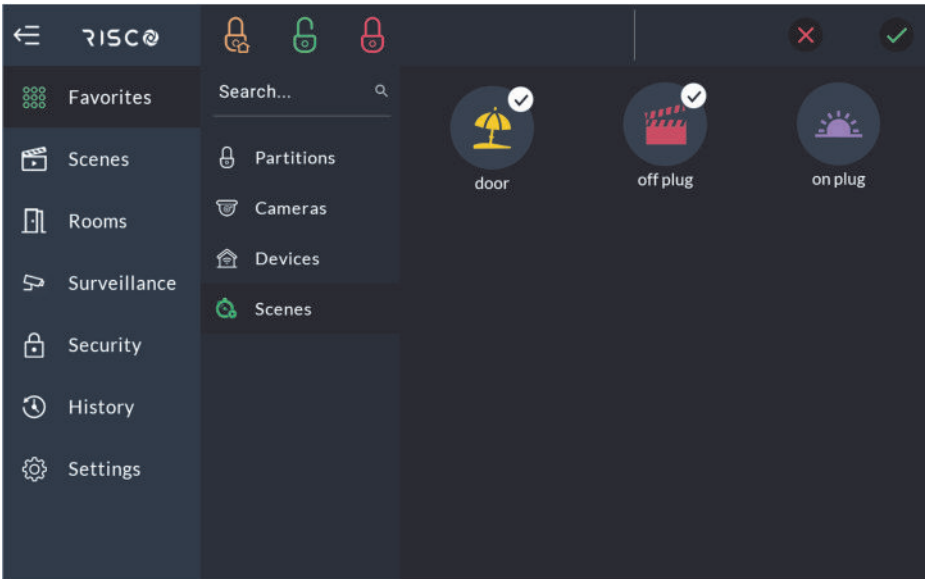 RISCO
Favorites
Scenes
Rooms
Surveillance
Security
History
Settings
Search...
Partitions
Cameras
Devices
Scenes
door
off plug
on plug